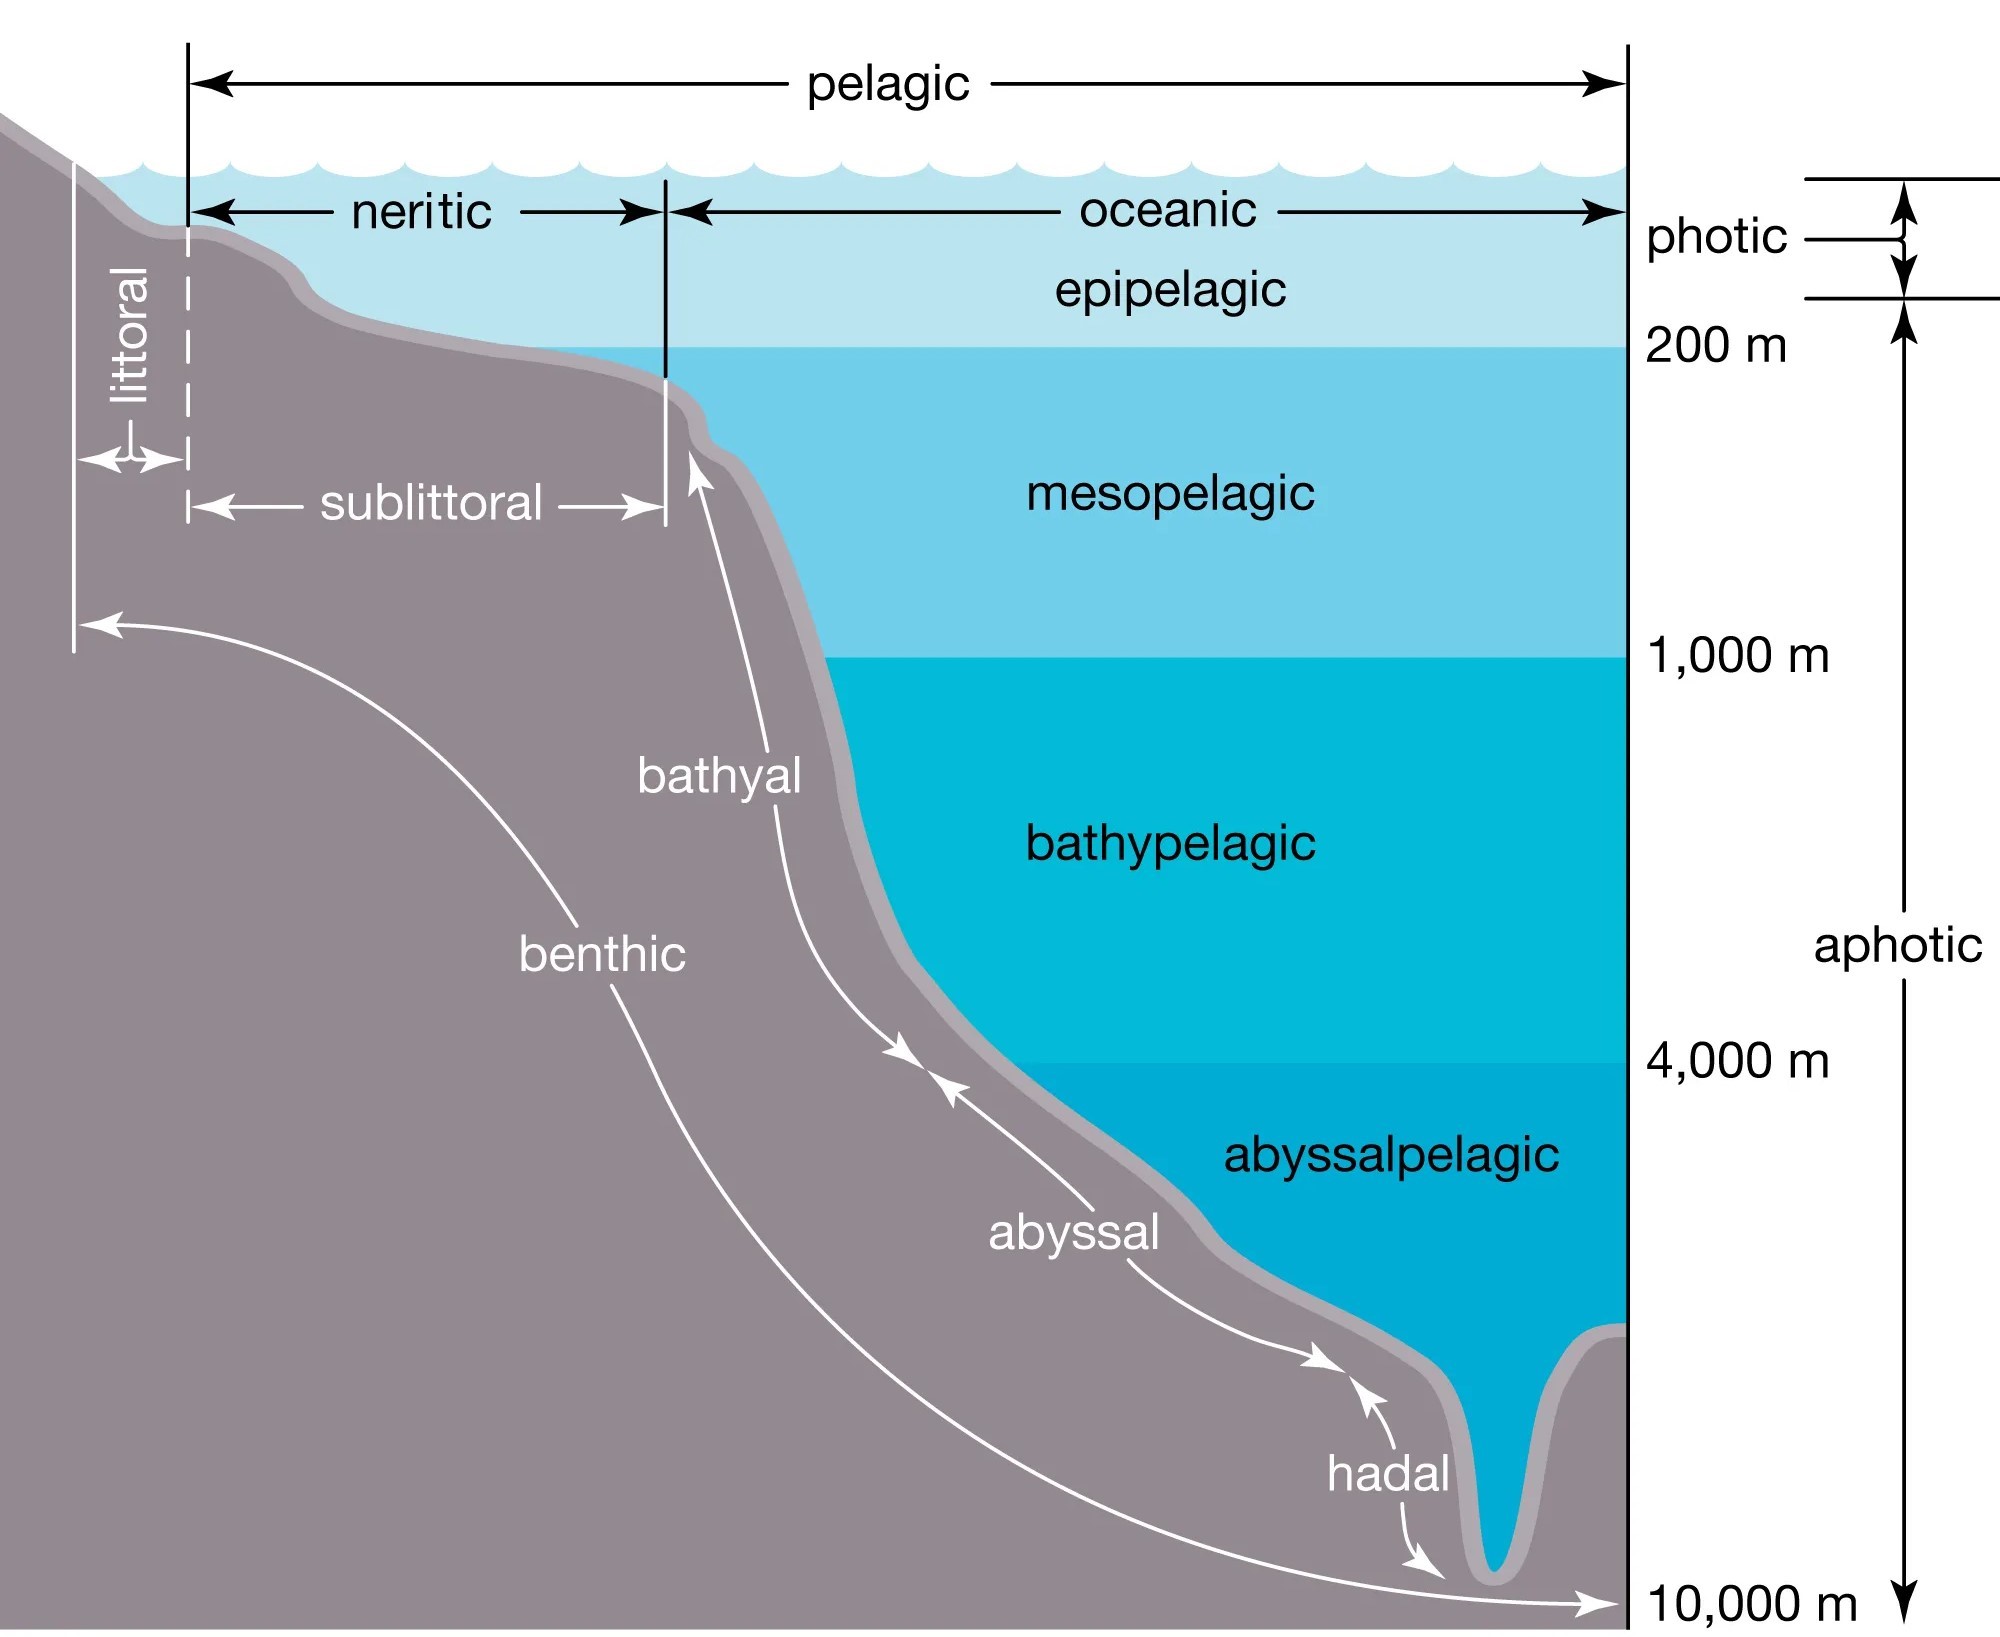 pelagic
neritic
oceanic
photic
epipelagic
littoral
200 m
mesopelagic
sublittoral
1,000 m
bathyal
bathypelagic
benthic
aphotic
4,000 m
abyssalpelagic
abyssal
hadal
10,000 m